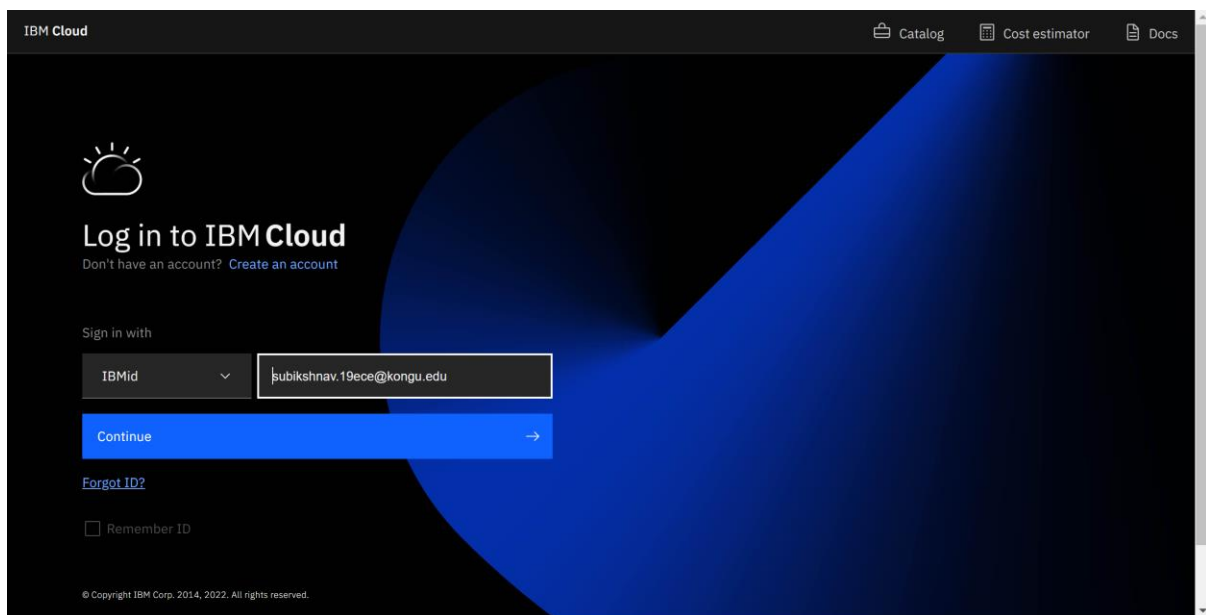 IBM Cloud Catalog Cost estimator Docs
Log in to IBM Cloud
Don't have an account? Create an account
Sign in with
IBMid subikshnav.19ece@kongu.edu
Continue
Forgot ID?
Remember ID
© Copyright IBM Corp. 2014, 2022. All rights reserved.